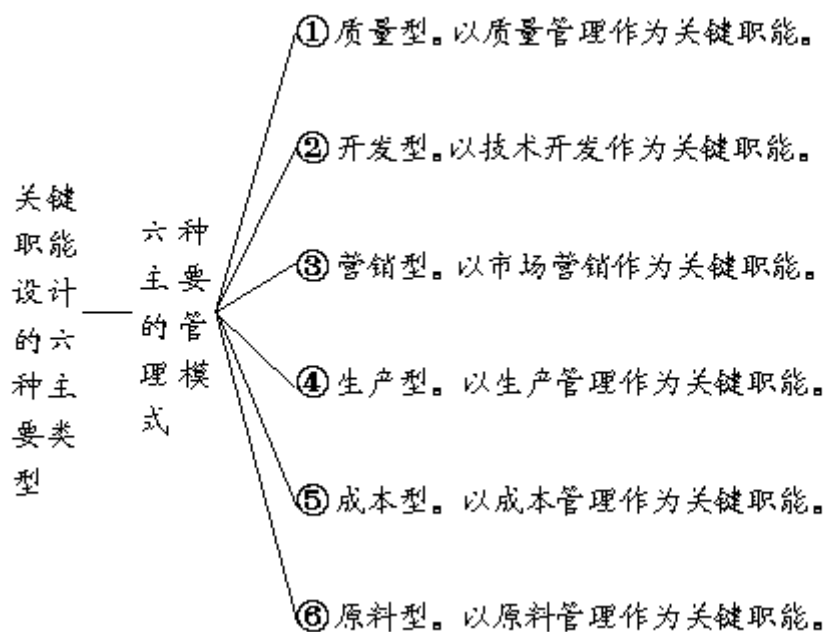 关键
职能
设计
的六
种主
要类
型
六种
主要
的管
理模
式
①质量型。以质量管理作为关键职能。
②开发型。以技术开发作为关键职能。
③营销型。以市场营销作为关键职能。
④生产型。以生产管理作为关键职能。
⑤成本型。以成本管理作为关键职能。
⑥原料型。以原料管理作为关键职能。